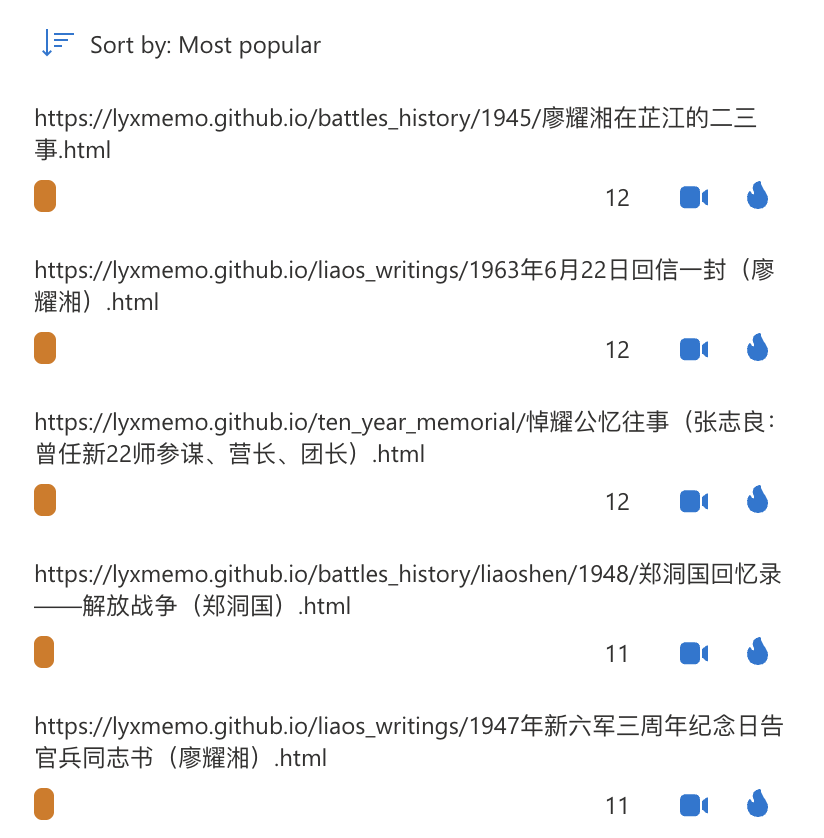 Sort by: Most popular
https://lyxmemo.github.io/battles_history/1945/廖耀湘在芷江的二三
事.html
12
https://lyxmemo.github.io/liaos_writings/1963年6月22日回信一封（廖
耀湘）.html
12
https://lyxmemo.github.io/ten_year_memorial/悼耀公忆往事（张志良：
曾任新22师参谋、营长、团长）.html
12
https://lyxmemo.github.io/battles_history/liaoshen/1948/郑洞国回忆录
——解放战争（郑洞国）.html
11
https://lyxmemo.github.io/liaos_writings/1947年新六军三周年纪念日告
官兵同志书（廖耀湘）.html
11